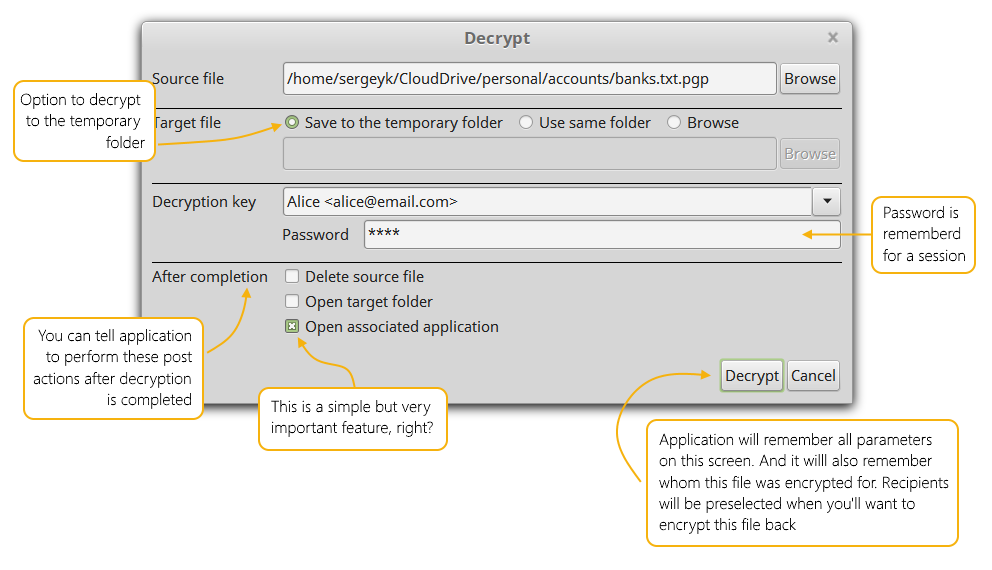 Decrypt
Source file /home/sergeyk/CloudDrive/personal/accounts/banks.txt.pgp Browse
Option to decrypt
to the temporary
folder
Target file Save to the temporary folder Use same folder Browse
Browse
Decryption key Alice <alice@email.com>
Password ****
Password is
rememberd
for a session
After completion Delete source file
Open target folder
Open associated application
You can tell application
to perform these post
actions after decryption
is completed
This is a simple but very
important feature, right?
Decrypt Cancel
Application will remember all parameters
on this screen. And it willl also remember
whom this file was encrypted for. Recipients
will be preselected when you'll want to
encrypt this file back